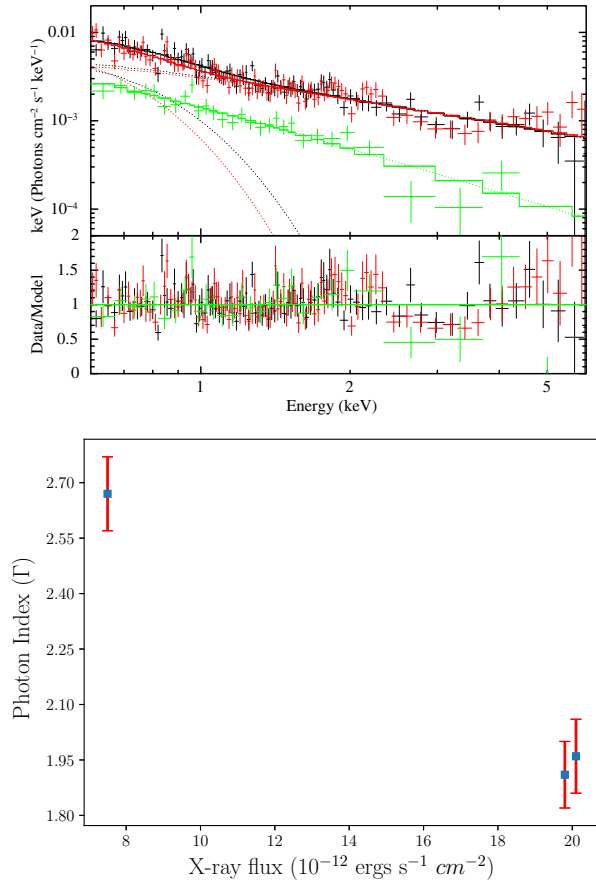 0.01
10⁻³
10⁻⁴
keV (Photons cm⁻² s⁻¹ keV⁻¹)
2
1.5
1
0.5
0
Data/Model
1 2 5
Energy (keV)
2.70
2.55
2.40
2.25
2.10
1.95
1.80
Photon Index (Γ)
8 10 12 14 16 18 20
X-ray flux (10⁻¹² ergs s⁻¹ cm⁻²)